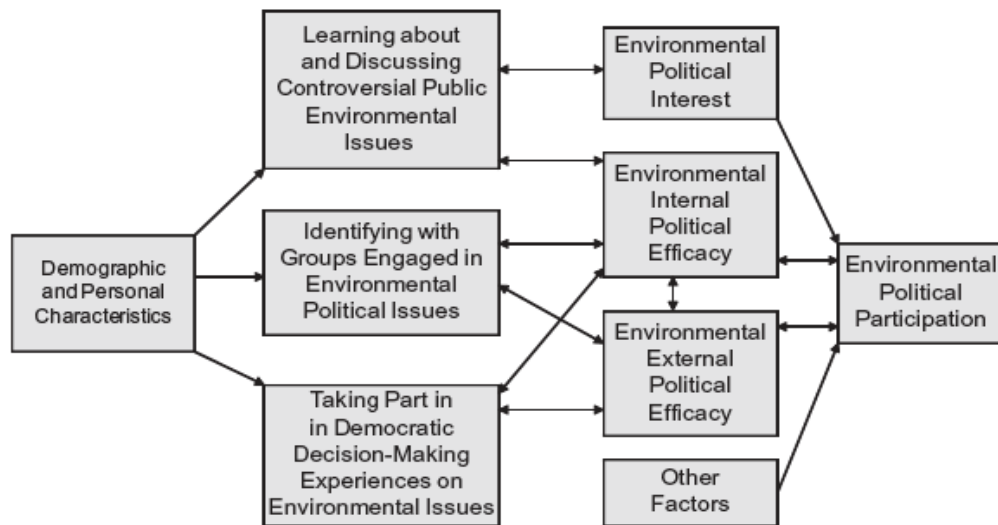 Learning about
and Discussing
Controversial Public
Environmental
Issues
Environmental
Political
Interest
Environmental
Internal
Political
Efficacy
Demographic
and Personal
Characteristics
Identifying with
Groups Engaged in
Environmental
Political Issues
Environmental
Political
Participation
Environmental
External
Political
Efficacy
Taking Part in
in Democratic
Decision-Making
Experiences on
Environmental Issues
Other
Factors